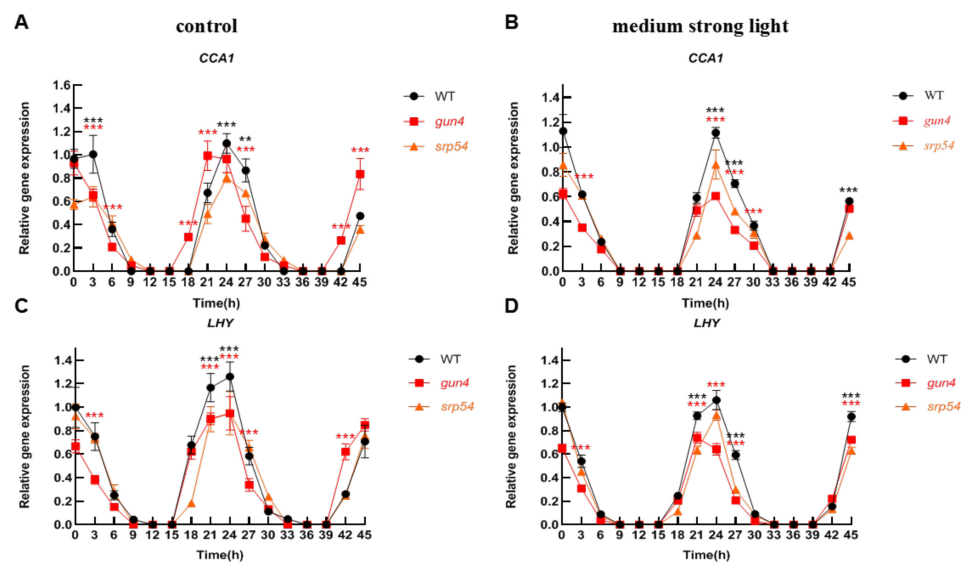 A control
CCA1
Relative gene expression
1.6
1.4
1.2
1.0
0.8
0.6
0.4
0.2
0.0
*** *** *** *** *** ** *** *** ***
0 3 6 9 12 15 18 21 24 27 30 33 36 39 42 45
Time(h)
WT
gun4
srp54
B medium strong light
CCA1
Relative gene expression
1.4
1.2
1.0
0.8
0.6
0.4
0.2
0.0
*** *** *** *** *** *** ***
0 3 6 9 12 15 18 21 24 27 30 33 36 39 42 45
Time(h)
WT
gun4
srp54
C
LHY
Relative gene expression
1.4
1.2
1.0
0.8
0.6
0.4
0.2
0.0
*** *** *** *** *** *** ***
0 3 6 9 12 15 18 21 24 27 30 33 36 39 42 45
Time(h)
WT
gun4
srp54
D
LHY
Relative gene expression
1.4
1.2
1.0
0.8
0.6
0.4
0.2
0.0
*** *** *** *** *** *** *** ***
0 3 6 9 12 15 18 21 24 27 30 33 36 39 42 45
Time(h)
WT
gun4
srp54